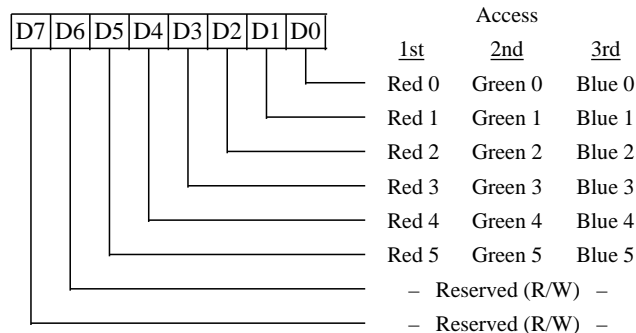 Access
D7 D6 D5 D4 D3 D2 D1 D0
1st 2nd 3rd
Red 0 Green 0 Blue 0
Red 1 Green 1 Blue 1
Red 2 Green 2 Blue 2
Red 3 Green 3 Blue 3
Red 4 Green 4 Blue 4
Red 5 Green 5 Blue 5
– Reserved (R/W) –
– Reserved (R/W) –